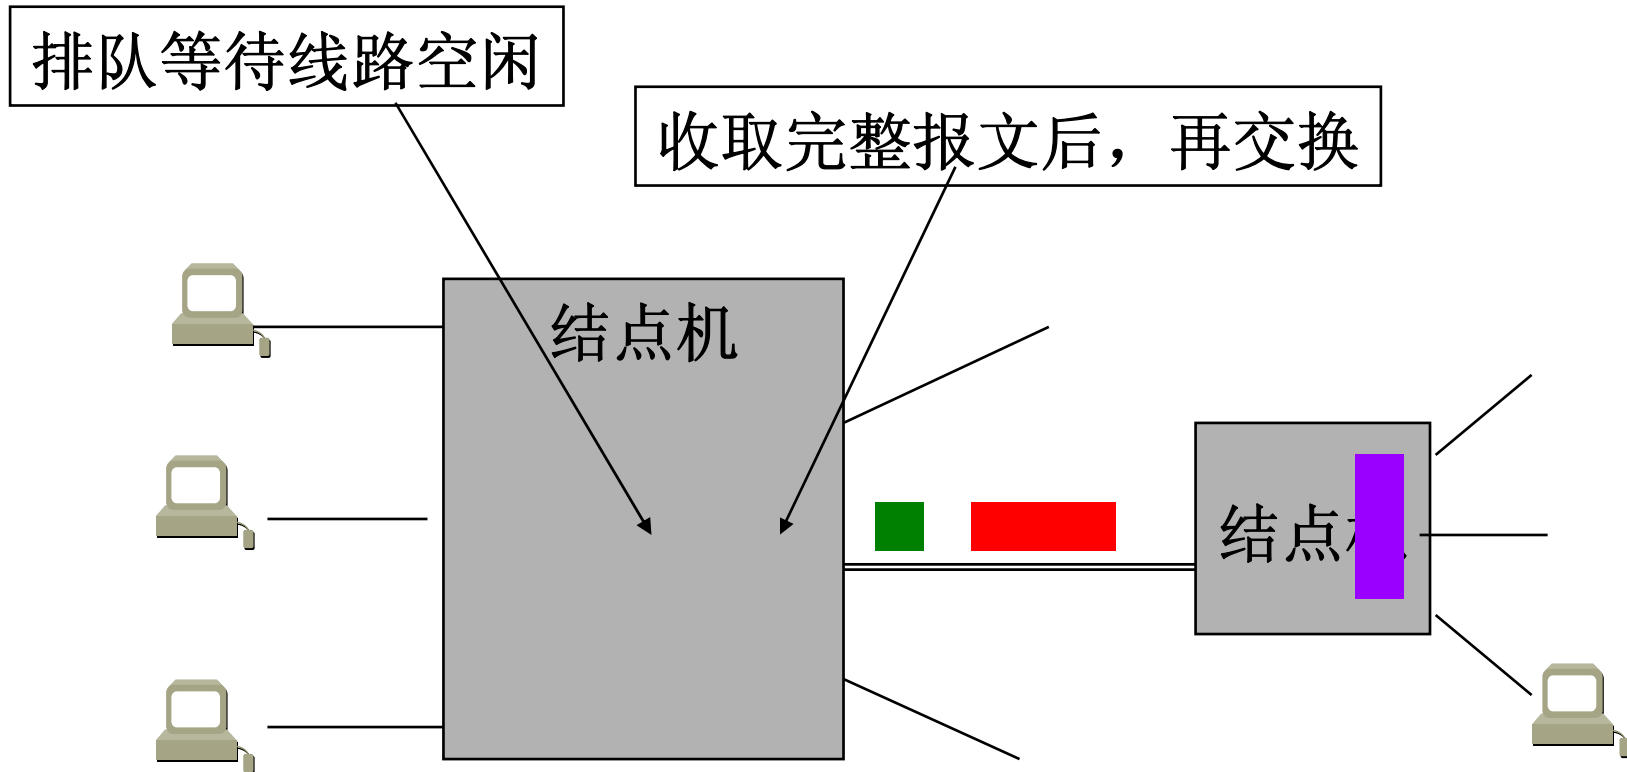 排队等待线路空闲
收取完整报文后，再交换
结点机
结点